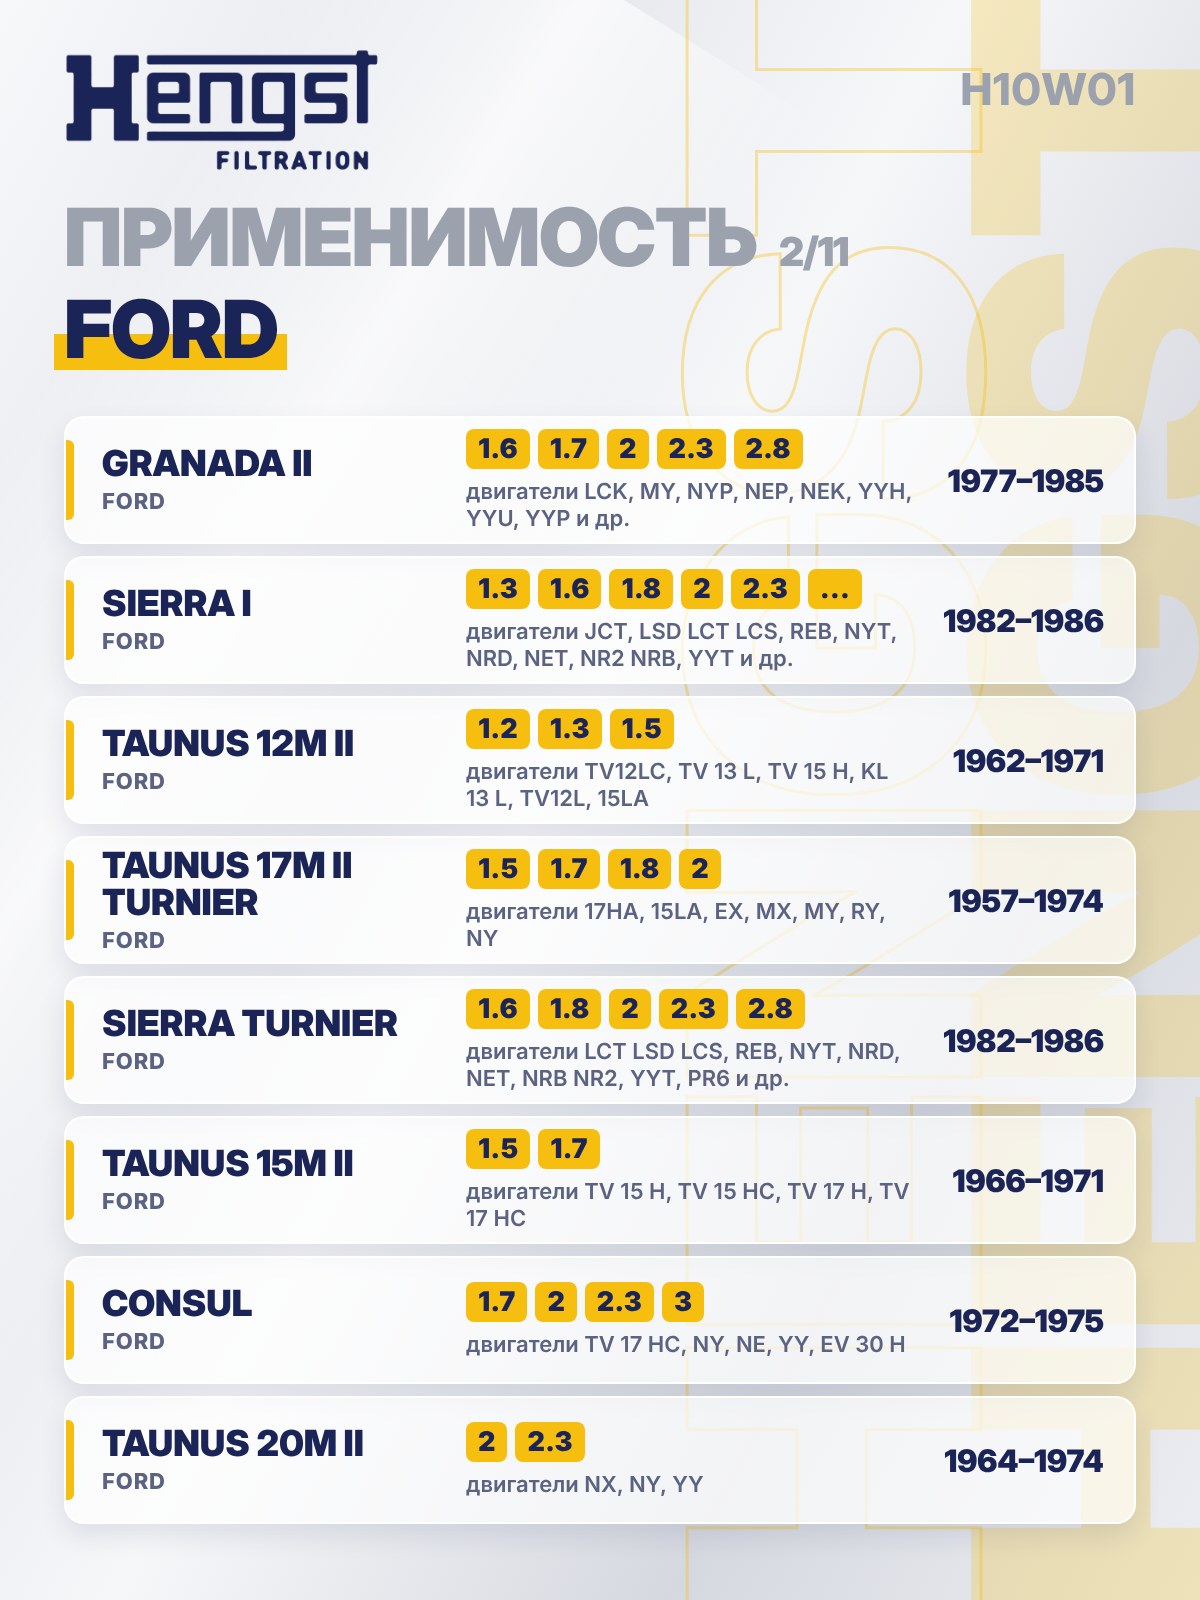 Hengst
FILTRATION
H10W01
ПРИМЕНИМОСТЬ 2/11
FORD
GRANADA II
FORD
1.6 1.7 2 2.3 2.8
двигатели LCK, MY, NYP, NEP, NEK, YYH,
YYU, YYP и др.
1977–1985
SIERRA I
FORD
1.3 1.6 1.8 2 2.3 ...
двигатели JCT, LSD LCT LCS, REB, NYT,
NRD, NET, NR2 NRB, YYT и др.
1982–1986
TAUNUS 12M II
FORD
1.2 1.3 1.5
двигатели TV12LC, TV 13 L, TV 15 H, KL
13 L, TV12L, 15LA
1962–1971
TAUNUS 17M II
TURNIER
FORD
1.5 1.7 1.8 2
двигатели 17HA, 15LA, EX, MX, MY, RY,
NY
1957–1974
SIERRA TURNIER
FORD
1.6 1.8 2 2.3 2.8
двигатели LCT LSD LCS, REB, NYT, NRD,
NET, NRB NR2, YYT, PR6 и др.
1982–1986
TAUNUS 15M II
FORD
1.5 1.7
двигатели TV 15 H, TV 15 HC, TV 17 H, TV
17 HC
1966–1971
CONSUL
FORD
1.7 2 2.3 3
двигатели TV 17 HC, NY, NE, YY, EV 30 H
1972–1975
TAUNUS 20M II
FORD
2 2.3
двигатели NX, NY, YY
1964–1974
HENGST
HENGST